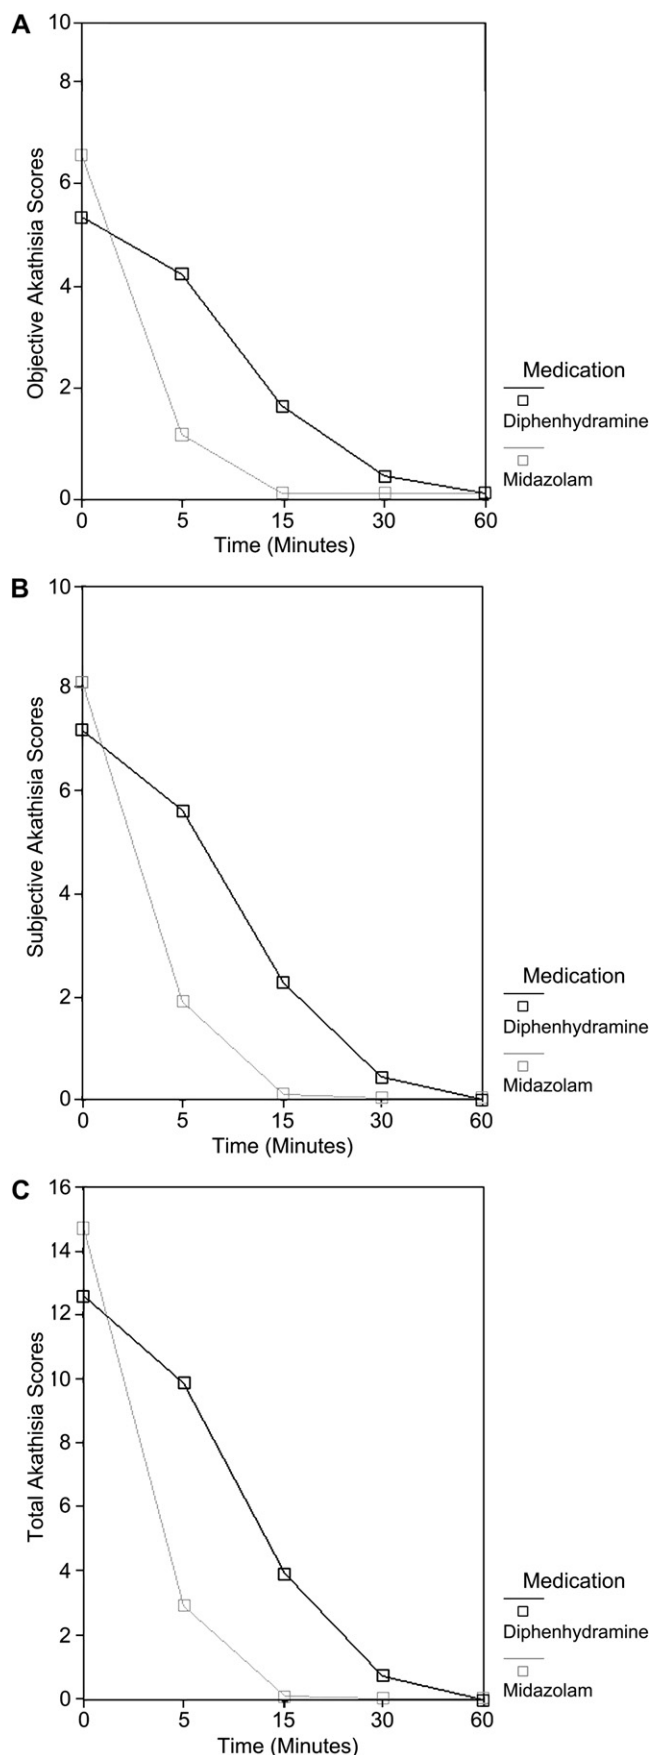 A
10
8
6
4
2
0
Objective Akathisia Scores
0 5 15 30 60
Time (Minutes)
Medication
Diphenhydramine
Midazolam
B
10
8
6
4
2
0
Subjective Akathisia Scores
0 5 15 30 60
Time (Minutes)
Medication
Diphenhydramine
Midazolam
C
16
14
12
10
8
6
4
2
0
Total Akathisia Scores
0 5 15 30 60
Time (Minutes)
Medication
Diphenhydramine
Midazolam